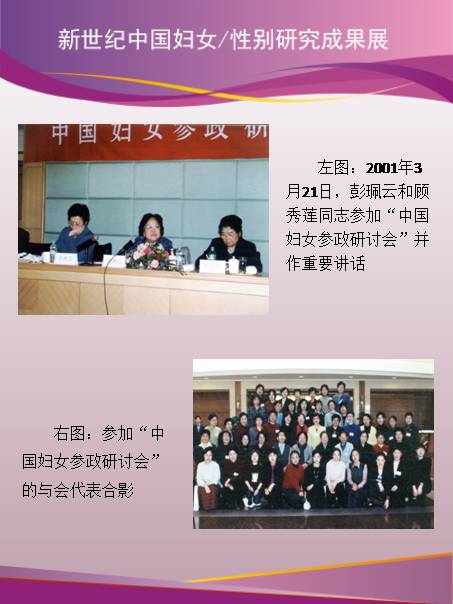 新世纪中国妇女/性别研究成果展
中国妇女参政研
左图：2001年3
月21日，彭珮云和顾
秀莲同志参加“中国
妇女参政研讨会”并
作重要讲话
右图：参加“中
国妇女参政研讨会”
的与会代表合影